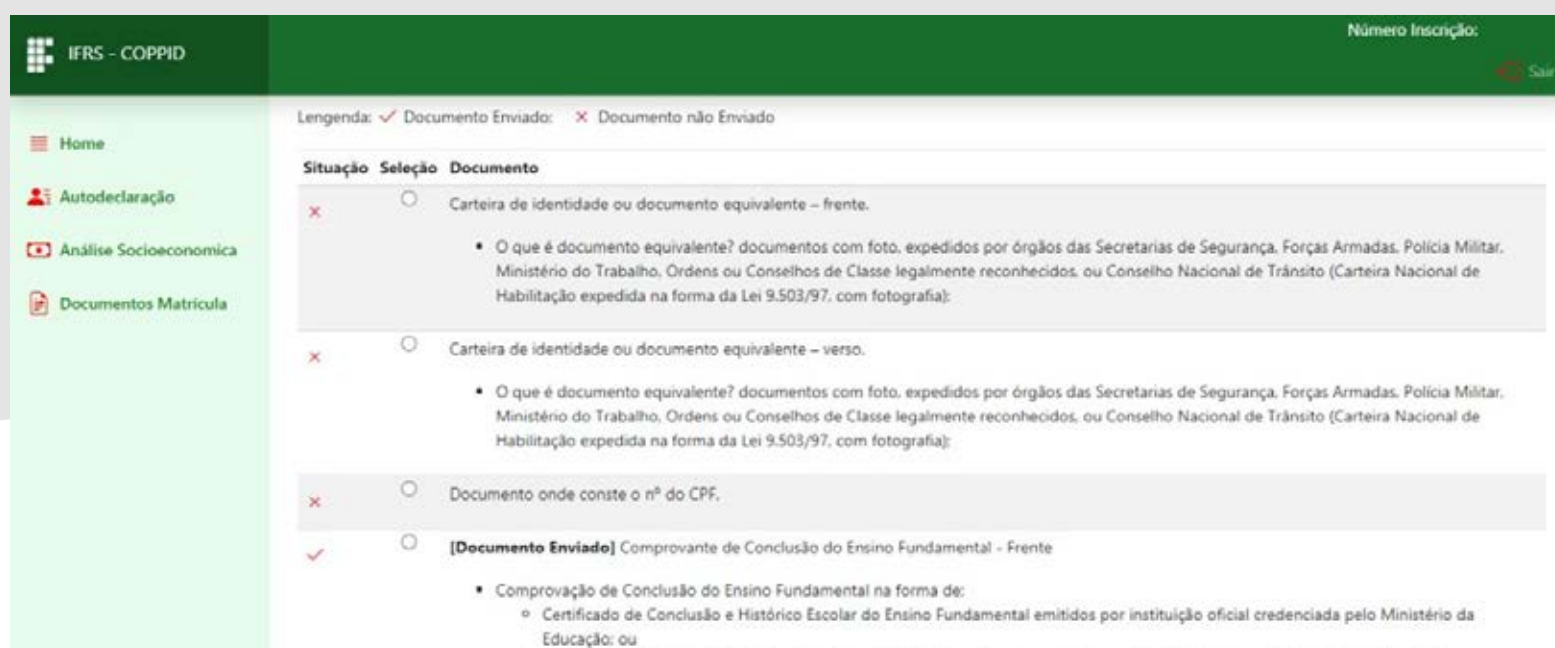 IFRS - COPPID
Número Inscrição:
Sair
Home
Autodeclaração
Análise Socioeconomica
Documentos Matrícula
Lengenda: ✓ Documento Enviado: × Documento não Enviado
Situação Seleção Documento
Carteira de identidade ou documento equivalente – frente.
O que é documento equivalente? documentos com foto, expedidos por órgãos das Secretarias de Segurança, Forças Armadas, Polícia Militar,
Ministério do Trabalho, Ordens ou Conselhos de Classe legalmente reconhecidos, ou Conselho Nacional de Trânsito (Carteira Nacional de
Habilitação expedida na forma da Lei 9.503/97, com fotografia);
Carteira de identidade ou documento equivalente – verso.
O que é documento equivalente? documentos com foto, expedidos por órgãos das Secretarias de Segurança, Forças Armadas, Polícia Militar,
Ministério do Trabalho, Ordens ou Conselhos de Classe legalmente reconhecidos, ou Conselho Nacional de Trânsito (Carteira Nacional de
Habilitação expedida na forma da Lei 9.503/97, com fotografia);
Documento onde conste o nº do CPF.
[Documento Enviado] Comprovante de Conclusão do Ensino Fundamental - Frente
Comprovação de Conclusão do Ensino Fundamental na forma de:
Certificado de Conclusão e Histórico Escolar do Ensino Fundamental emitidos por instituição oficial credenciada pelo Ministério da
Educação; ou